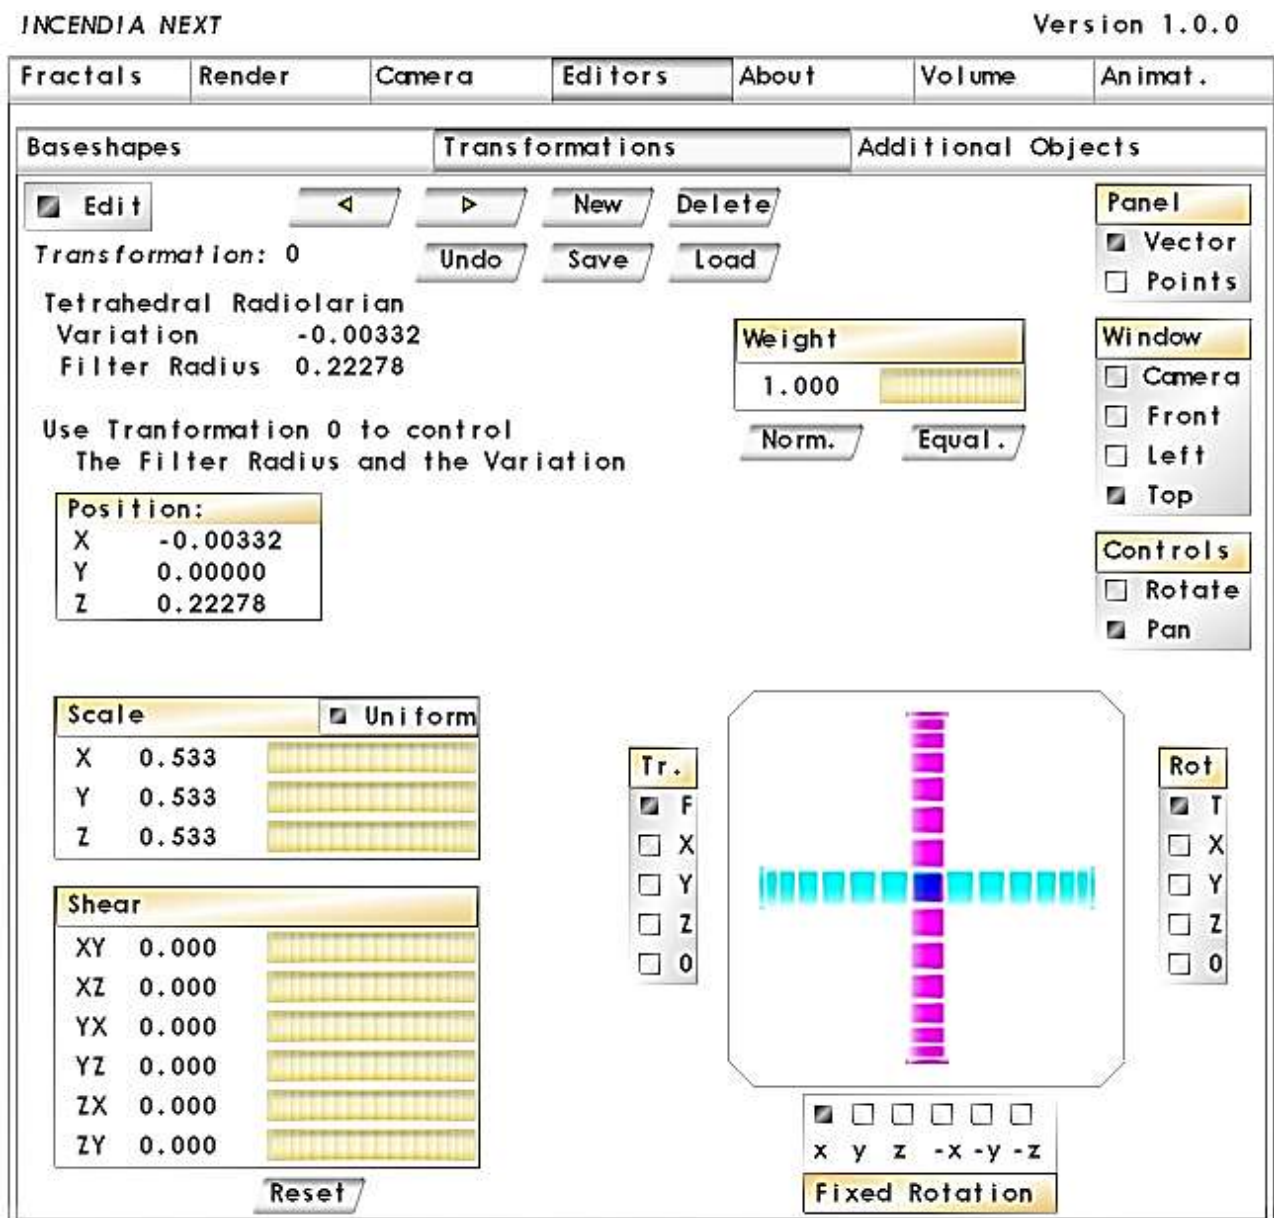 INCENDIA NEXT Version 1.0.0
Fractals Render Camera Editors About Volume Animat.
Baseshapes Transformations Additional Objects
Edit New Delete
Transformation: 0 Undo Save Load
Tetrahedral Radiolarian
Variation -0.00332
Filter Radius 0.22278
Use Tranformation 0 to control
The Filter Radius and the Variation
Position:
X -0.00332
Y 0.00000
Z 0.22278
Weight
1.000
Norm. Equal.
Panel
Vector
Points
Window
Camera
Front
Left
Top
Controls
Rotate
Pan
Scale Uniform
X 0.533
Y 0.533
Z 0.533
Shear
XY 0.000
XZ 0.000
YX 0.000
YZ 0.000
ZX 0.000
ZY 0.000
Reset
Tr.
F
X
Y
Z
0
Rot
T
X
Y
Z
0
x y z -x -y -z
Fixed Rotation